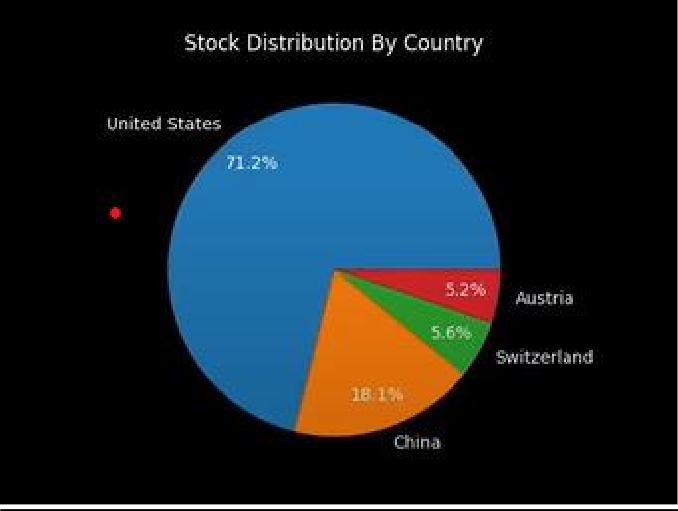 Stock Distribution By Country
United States
71.2%
5.2%
Austria
5.6%
Switzerland
18.1%
China